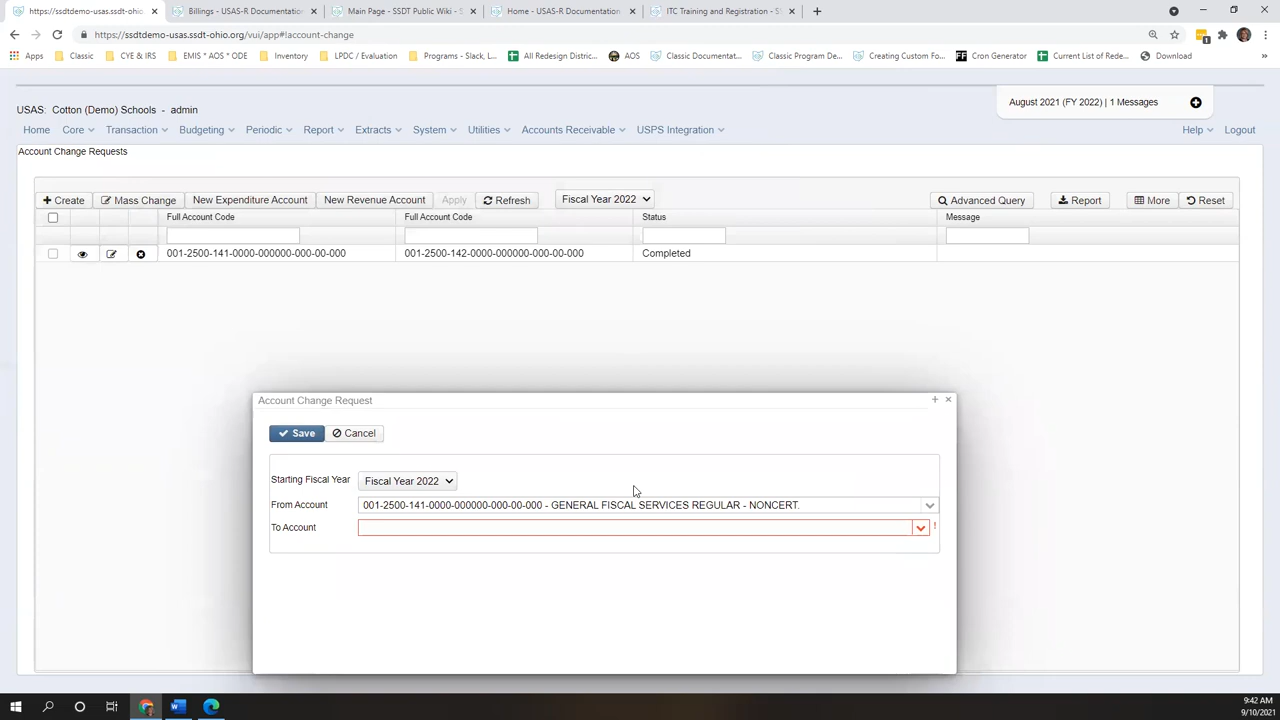 https://ssdtdemo-usas.ssdt-ohio.org/ Billings - USAS-R Documentation Main Page - SSDT Public Wiki - S Home - USAS-R Documentation ITC Training and Registration - S
https://ssdtdemo-usas.ssdt-ohio.org/vui/app#!account-change
Apps Classic CYE & IRS EMIS * AOS * ODE Inventory LPDC / Evaluation Programs - Slack, L... All Redesign Distric... AOS Classic Documentat... Classic Program De... Creating Custom Fo... Cron Generator Current List of Rede... Download
August 2021 (FY 2022) | 1 Messages
USAS: Cotton (Demo) Schools - admin
Home Core Transaction Budgeting Periodic Report Extracts System Utilities Accounts Receivable USPS Integration Help Logout
Account Change Requests
Create Mass Change New Expenditure Account New Revenue Account Apply Refresh Fiscal Year 2022 Advanced Query Report More Reset
Full Account Code Full Account Code Status Message
001-2500-141-0000-000000-000-00-000 001-2500-142-0000-000000-000-00-000 Completed
Account Change Request
Save Cancel
Starting Fiscal Year Fiscal Year 2022
From Account 001-2500-141-0000-000000-000-00-000 - GENERAL FISCAL SERVICES REGULAR - NONCERT.
To Account !
9:42 AM
9/10/2021